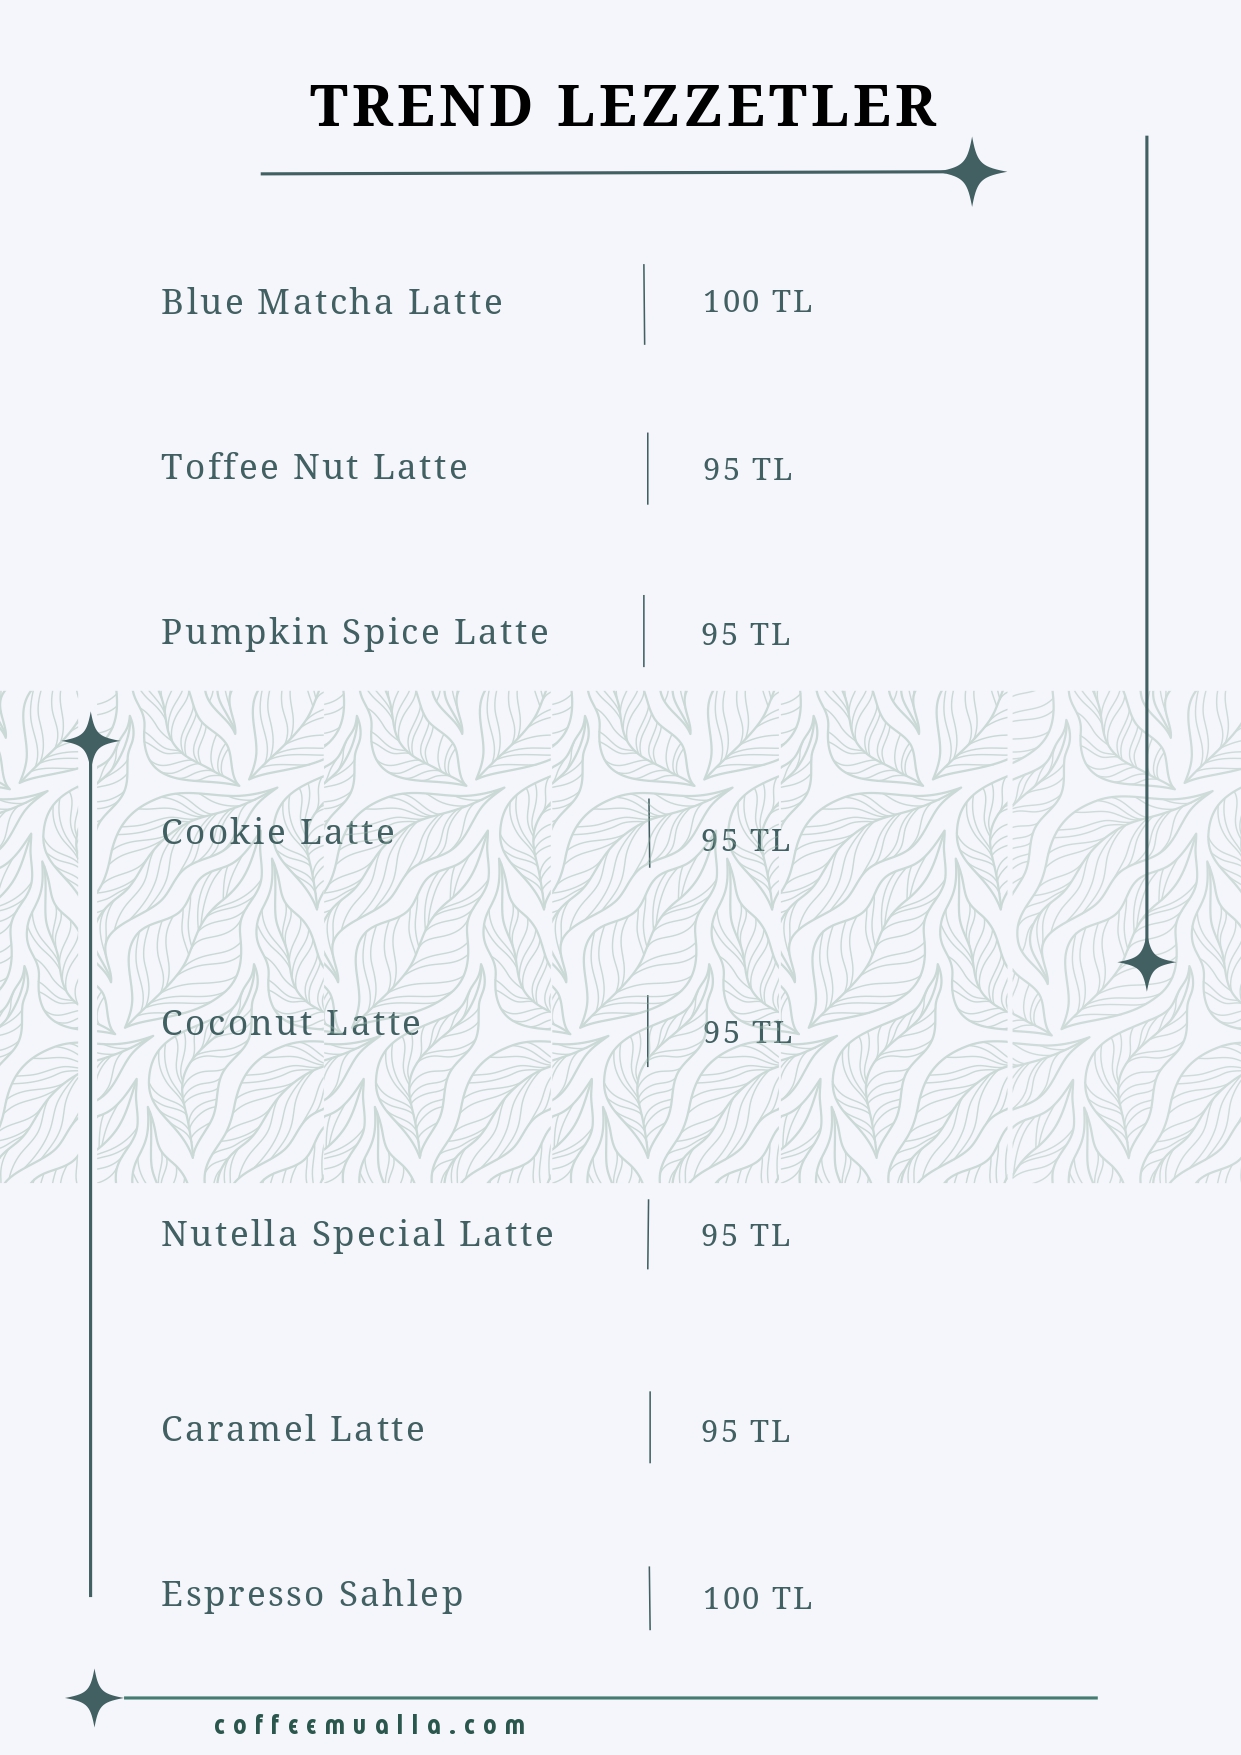 TREND LEZZETLER
Blue Matcha Latte 100 TL
Toffee Nut Latte 95 TL
Pumpkin Spice Latte 95 TL
Cookie Latte 95 TL
Coconut Latte 95 TL
Nutella Special Latte 95 TL
Caramel Latte 95 TL
Espresso Sahlep 100 TL
coffeemualla.com